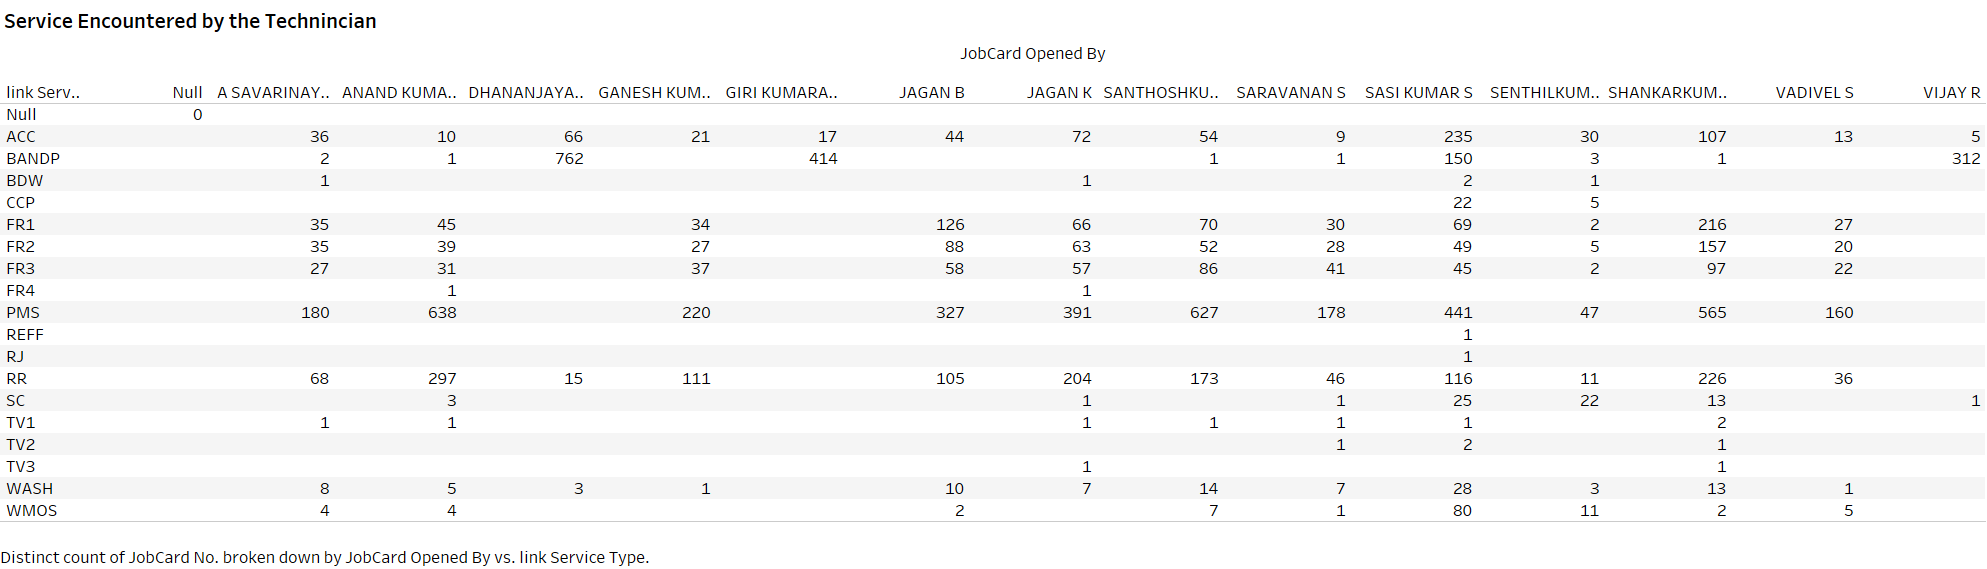 Service Encountered by the Technincian
JobCard Opened By
link Serv.. Null A SAVARINAY.. ANAND KUMA.. DHANANJAYA.. GANESH KUM.. GIRI KUMARA.. JAGAN B JAGAN K SANTHOSHKU.. SARAVANAN S SASI KUMAR S SENTHILKUM.. SHANKARKUM.. VADIVEL S VIJAY R
Null 0
ACC 36 10 66 21 17 44 72 54 9 235 30 107 13 5
BANDP 2 1 762 414 1 1 150 3 1 312
BDW 1 1 2 1
CCP 22 5
FR1 35 45 34 126 66 70 30 69 2 216 27
FR2 35 39 27 88 63 52 28 49 5 157 20
FR3 27 31 37 58 57 86 41 45 2 97 22
FR4 1 1
PMS 180 638 220 327 391 627 178 441 47 565 160
REFF 1
RJ 1
RR 68 297 15 111 105 204 173 46 116 11 226 36
SC 3 1 1 25 22 13 1
TV1 1 1 1 1 1 1 2
TV2 1 2 1
TV3 1 1
WASH 8 5 3 1 10 7 14 7 28 3 13 1
WMOS 4 4 2 7 1 80 11 2 5
Distinct count of JobCard No. broken down by JobCard Opened By vs. link Service Type.